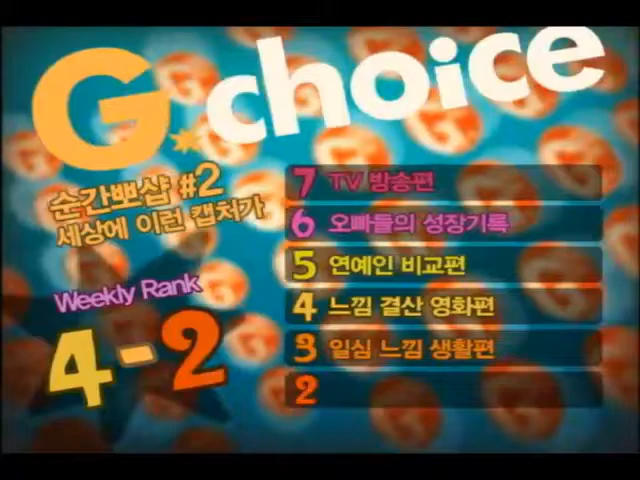 G choice
순간뽀샵 #2
세상에 이런 캡처가
Weekly Rank
4-2
7 TV 방송편
6 오빠들의 성장기록
5 연예인 비교편
4 느낌 결산 영화편
3 일심 느낌 생활편
2